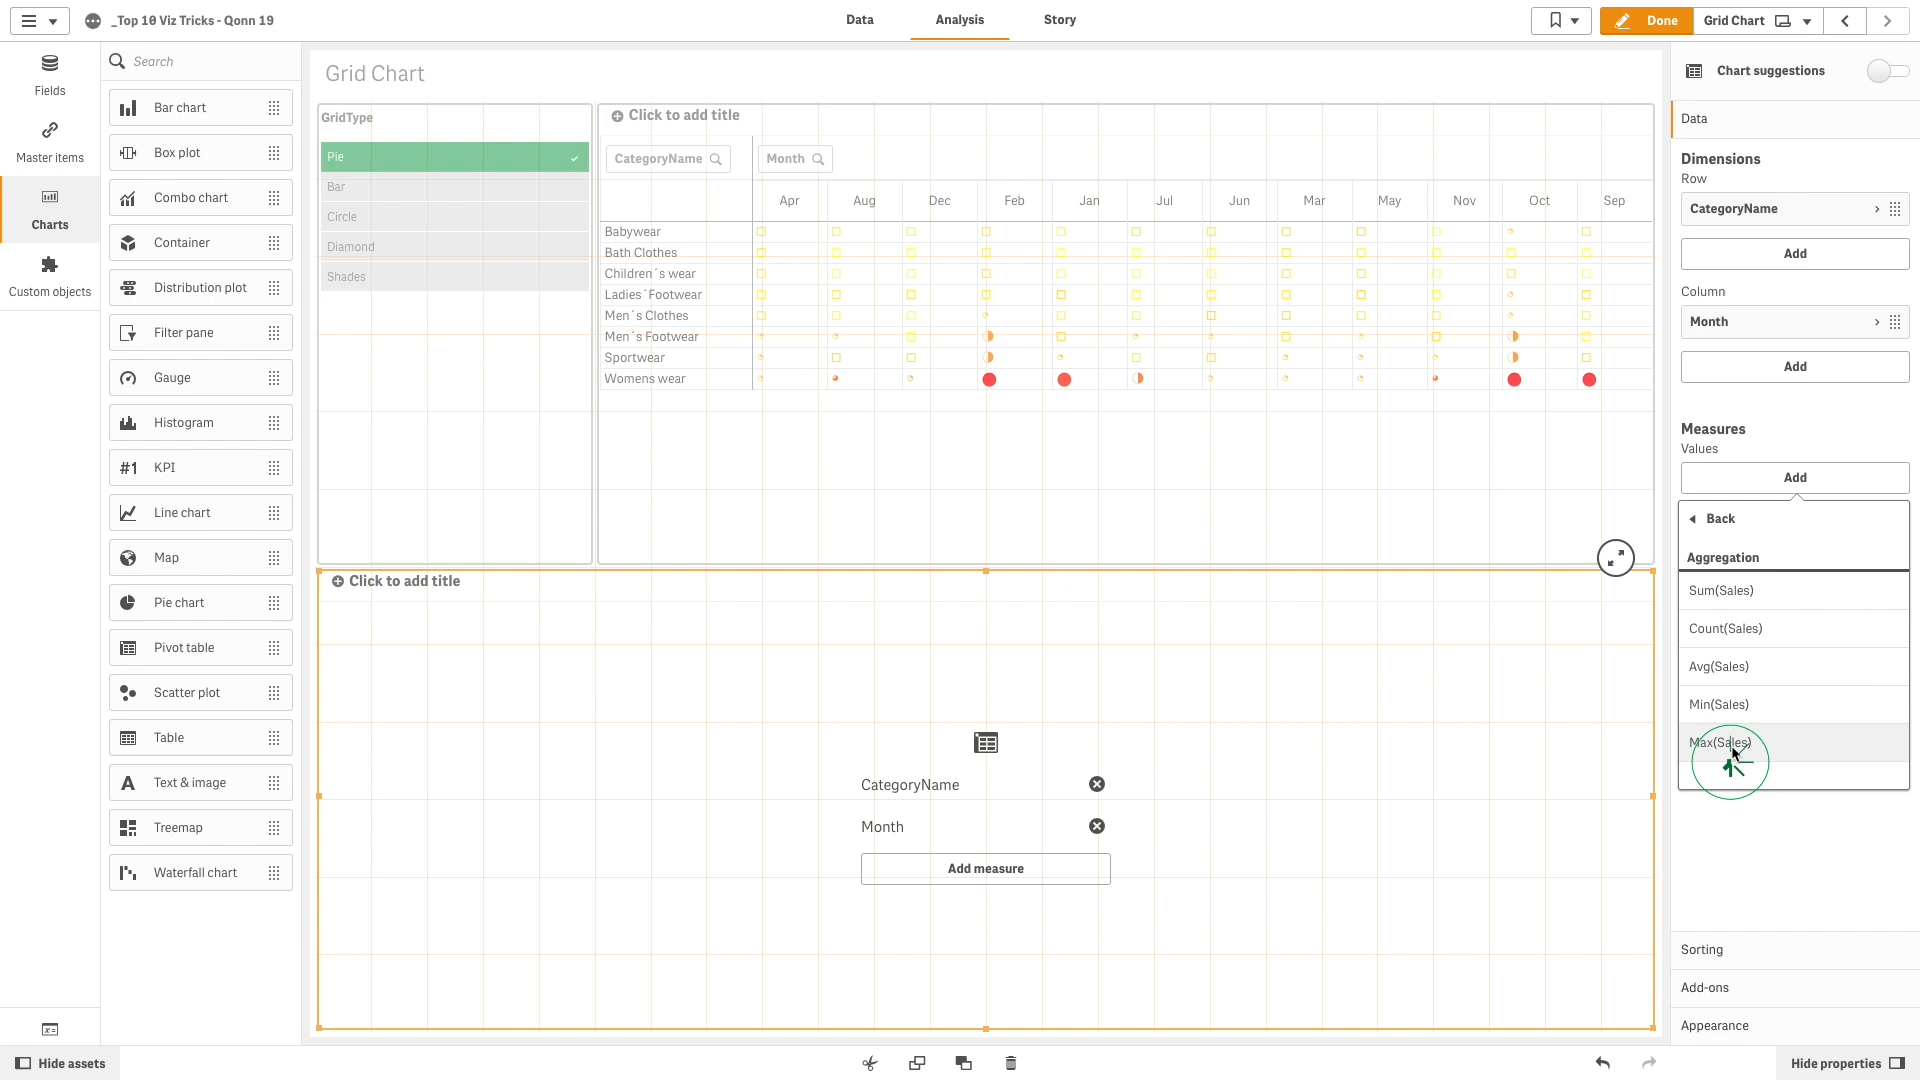 _Top 10 Viz Tricks - Qonn 19
Data
Analysis
Story
Done
Grid Chart
Fields
Master items
Charts
Custom objects
Search
Bar chart
Box plot
Combo chart
Container
Distribution plot
Filter pane
Gauge
Histogram
#1 KPI
Line chart
Map
Pie chart
Pivot table
Scatter plot
Table
A Text & image
Treemap
Waterfall chart
Hide assets
Grid Chart
GridType
Pie
Bar
Circle
Diamond
Shades
Click to add title
CategoryName
Month
Apr Aug Dec Feb Jan Jul Jun Mar May Nov Oct Sep
Babywear
Bath Clothes
Children´s wear
Ladies´Footwear
Men´s Clothes
Men´s Footwear
Sportwear
Womens wear
Click to add title
CategoryName
Month
Add measure
Chart suggestions
Data
Dimensions
Row
CategoryName
Add
Column
Month
Add
Measures
Values
Add
Back
Aggregation
Sum(Sales)
Count(Sales)
Avg(Sales)
Min(Sales)
Max(Sales)
Sorting
Add-ons
Appearance
Hide properties